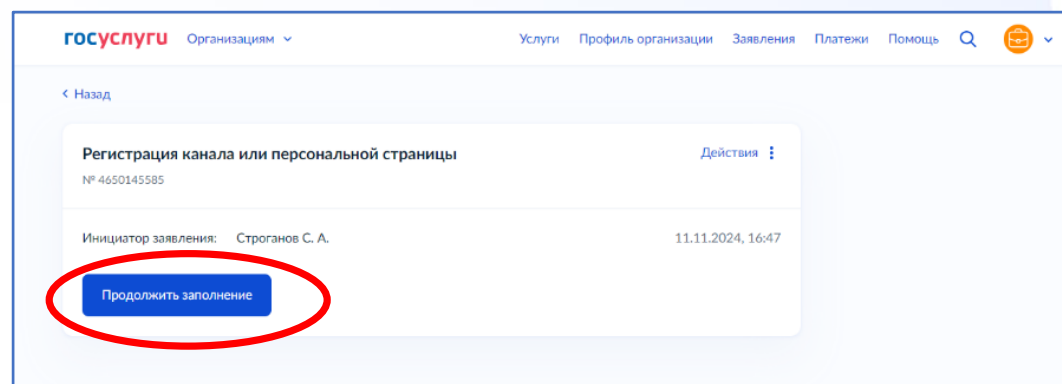 госуслуги Организациям Услуги Профиль организации Заявления Платежи Помощь
Назад
Регистрация канала или персональной страницы Действия
№ 4650145585
Инициатор заявления: Строганов С. А. 11.11.2024, 16:47
Продолжить заполнение